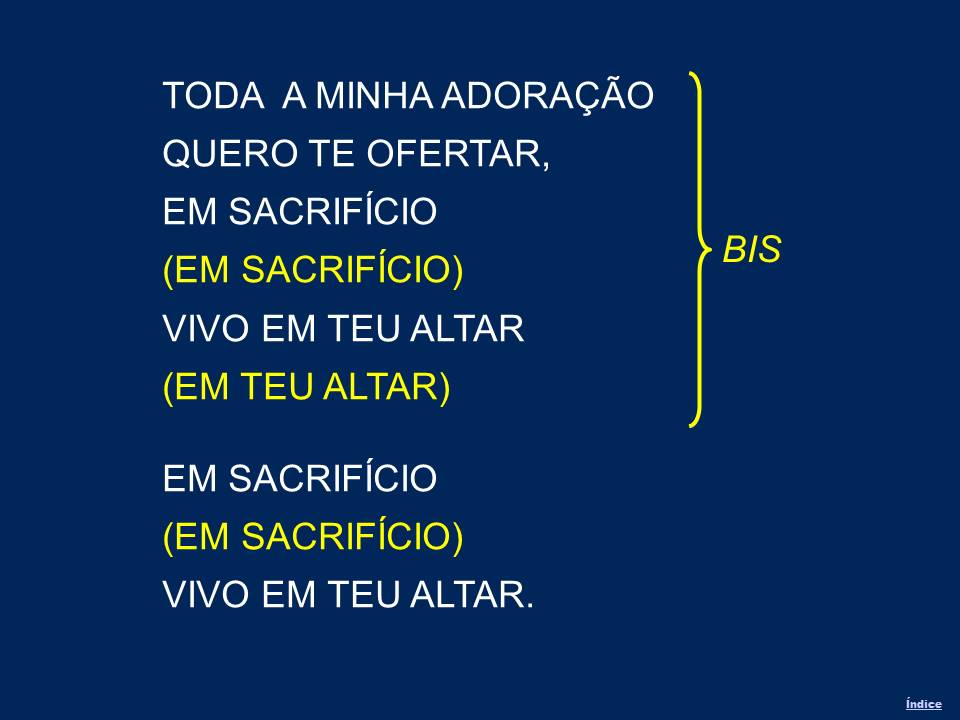 TODA A MINHA ADORAÇÃO
QUERO TE OFERTAR,
EM SACRIFÍCIO
(EM SACRIFÍCIO)
VIVO EM TEU ALTAR
(EM TEU ALTAR)
BIS
EM SACRIFÍCIO
(EM SACRIFÍCIO)
VIVO EM TEU ALTAR.
Índice